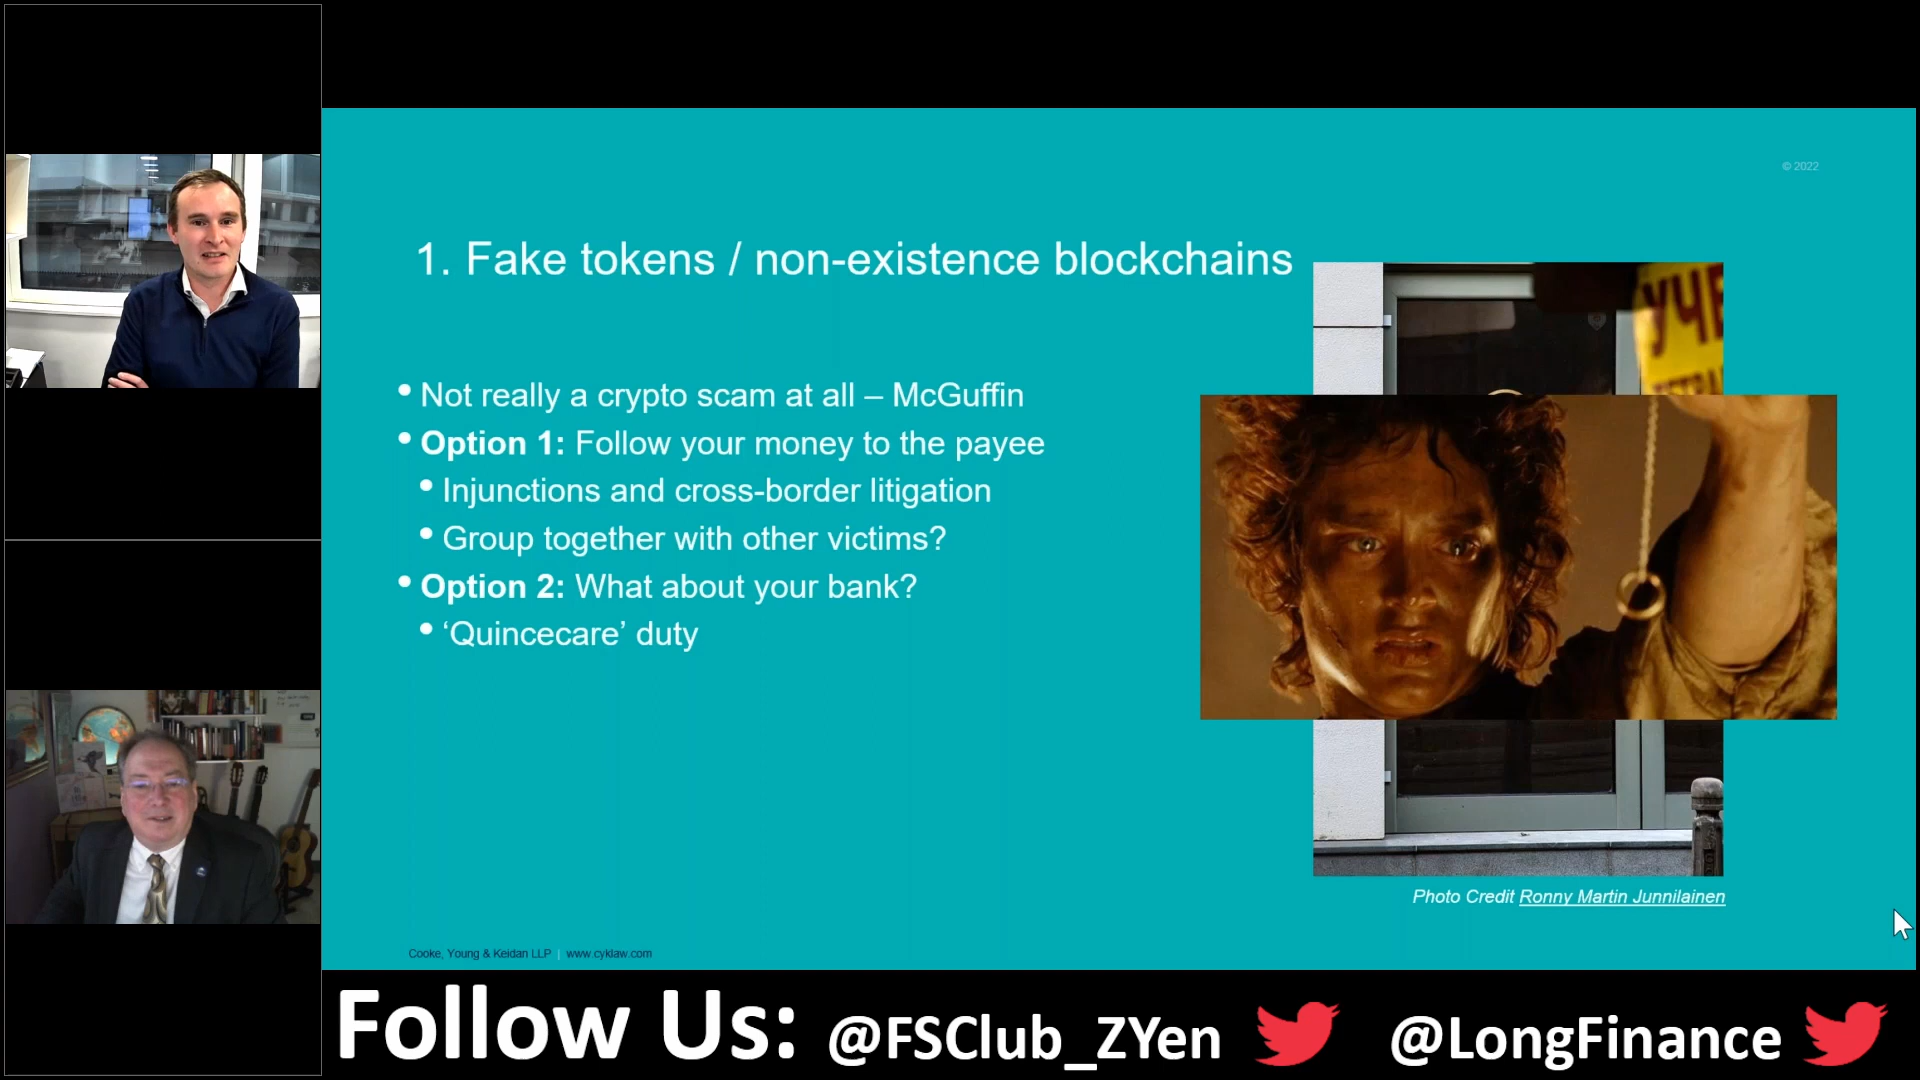 © 2022
1. Fake tokens / non-existence blockchains
• Not really a crypto scam at all – McGuffin
• Option 1: Follow your money to the payee
• Injunctions and cross-border litigation
• Group together with other victims?
• Option 2: What about your bank?
• ‘Quincecare’ duty
УЧЕ
Photo Credit Ronny Martin Junnilainen
Cooke, Young & Keidan LLP | www.cyklaw.com
Follow Us: @FSClub_ZYen @LongFinance